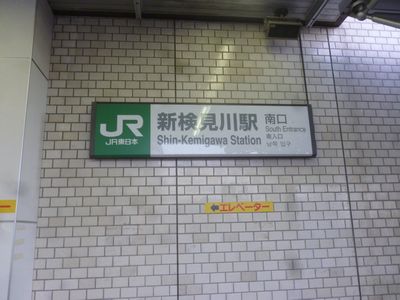 JR
JR東日本
新検見川駅
Shin-Kemigawa Station
南口
South Entrance
南入口
남쪽 입구
エレベーター